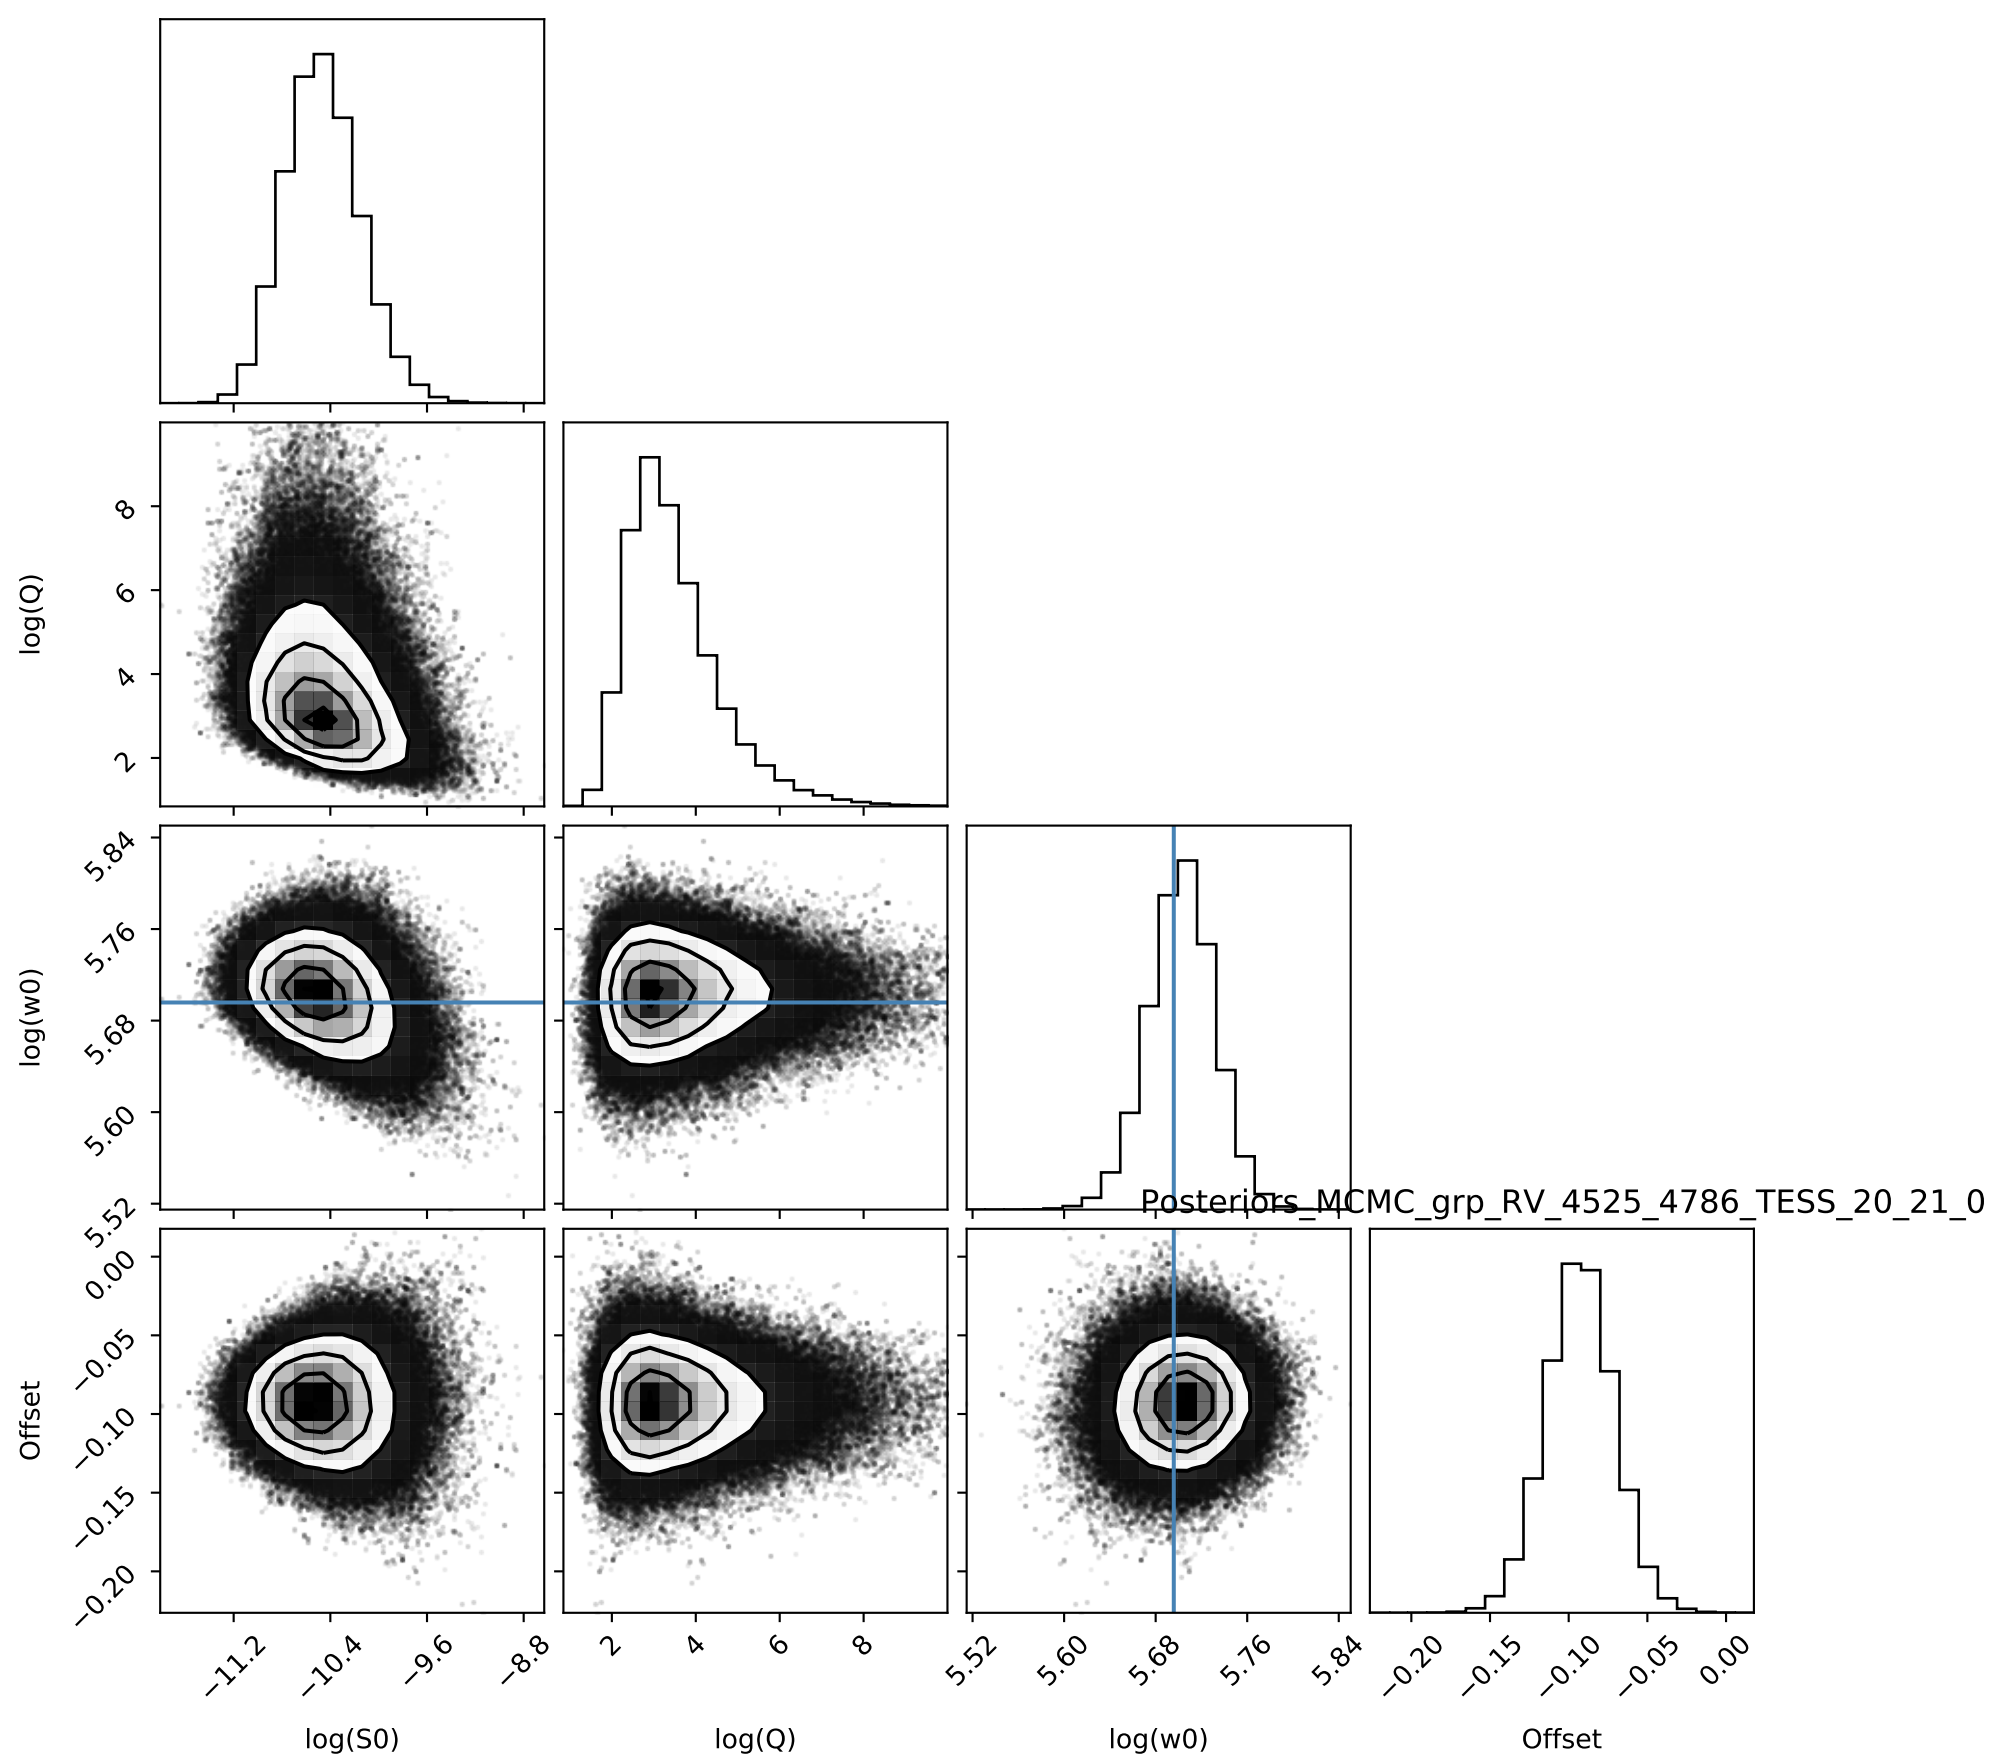 8
6
4
2
log(Q)
5.84
5.76
5.68
5.60
5.52
log(w0)
Posteriors_MCMC_grp_RV_4525_4786_TESS_20_21_0
0.00
−0.05
−0.10
−0.15
−0.20
Offset
−11.2 −10.4 −9.6 −8.8 2 4 6 8 5.52 5.60 5.68 5.76 5.84 −0.20 −0.15 −0.10 −0.05 0.00
log(S0) log(Q) log(w0) Offset